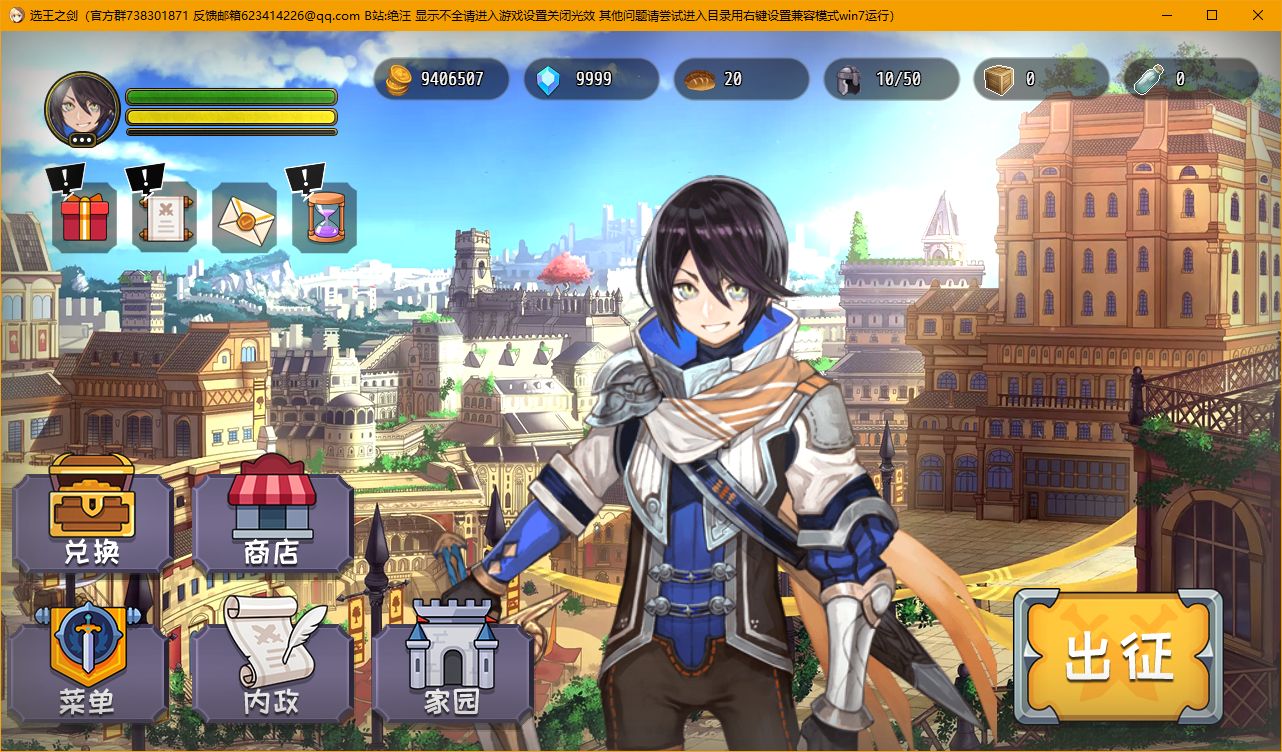 选王之剑（官方群738301871 反馈邮箱623414226@qq.com B站:绝汪 显示不全请进入游戏设置关闭光效 其他问题请尝试进入目录用右键设置兼容模式win7运行）
9406507 9999 20 10/50 0 0
! ! !
兑换 商店
菜单 内政 家园 出征